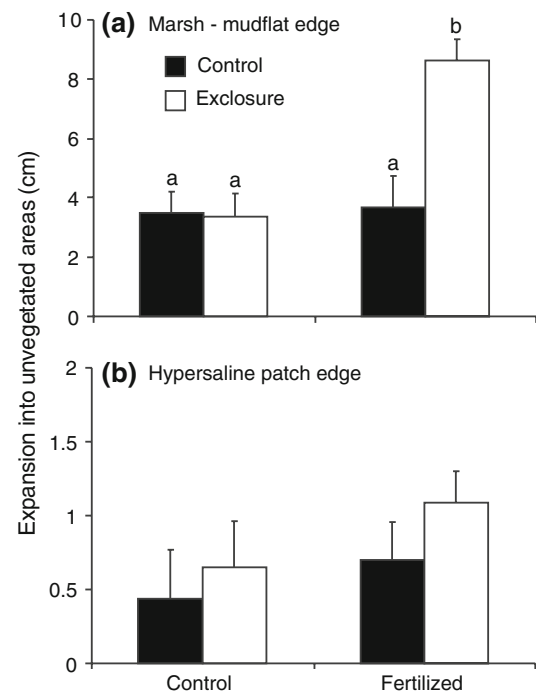 Expansion into unvegetated areas (cm)
(a) Marsh - mudflat edge
Control
Exclosure
10
8
6
4
2
0
a
a
a
b
(b) Hypersaline patch edge
2
1.5
1
0.5
0
Control
Fertilized